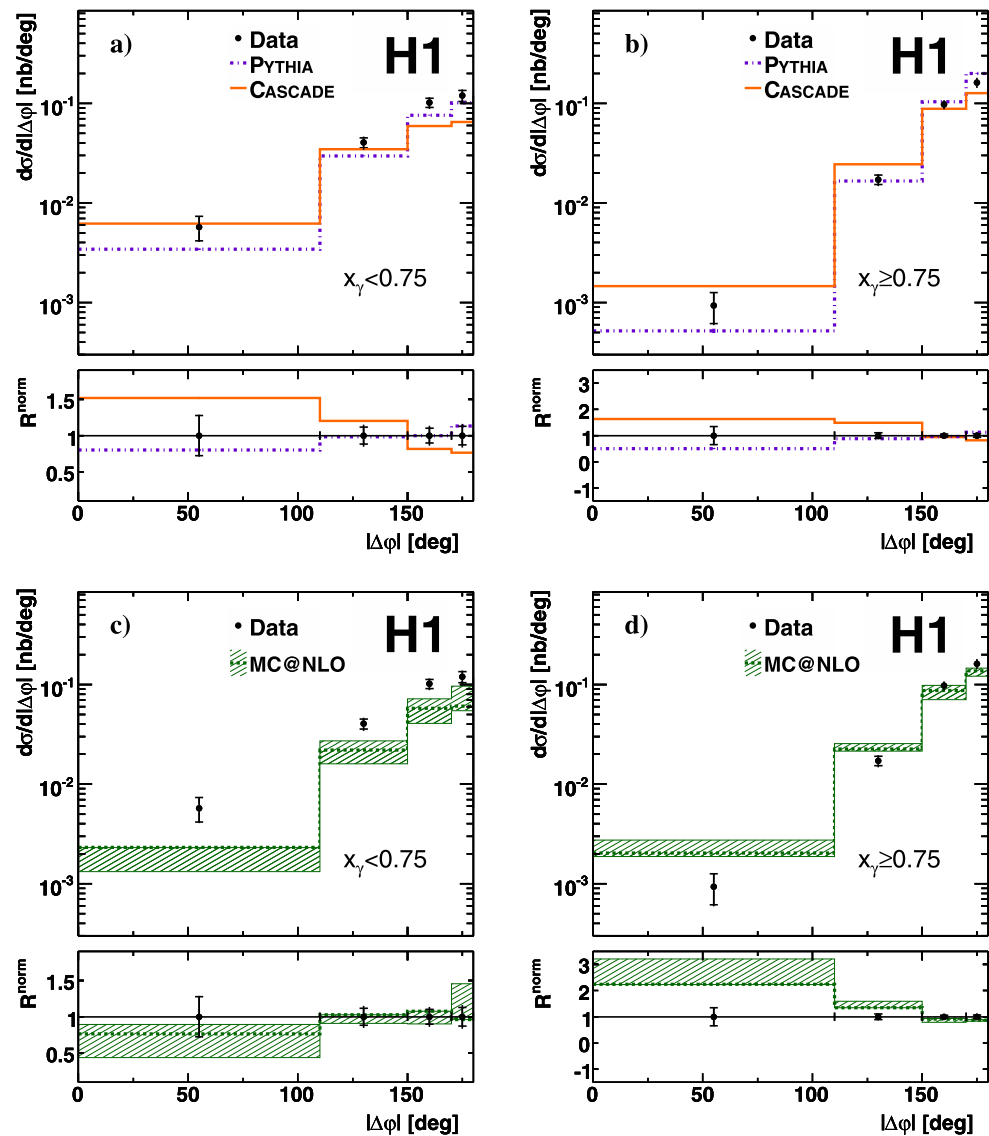 a)
H1
Data
PYTHIA
CASCADE
dσ/d|Δφ| [nb/deg]
10⁻¹
10⁻²
10⁻³
xγ<0.75
Rnorm
1.5
1
0.5
0 50 100 150
|Δφ| [deg]
b)
H1
Data
PYTHIA
CASCADE
dσ/d|Δφ| [nb/deg]
10⁻¹
10⁻²
10⁻³
xγ≥0.75
Rnorm
3
2
1
0
-1
0 50 100 150
|Δφ| [deg]
c)
H1
Data
MC@NLO
dσ/d|Δφ| [nb/deg]
10⁻¹
10⁻²
10⁻³
xγ<0.75
Rnorm
1.5
1
0.5
0 50 100 150
|Δφ| [deg]
d)
H1
Data
MC@NLO
dσ/d|Δφ| [nb/deg]
10⁻¹
10⁻²
10⁻³
xγ≥0.75
Rnorm
3
2
1
0
-1
0 50 100 150
|Δφ| [deg]